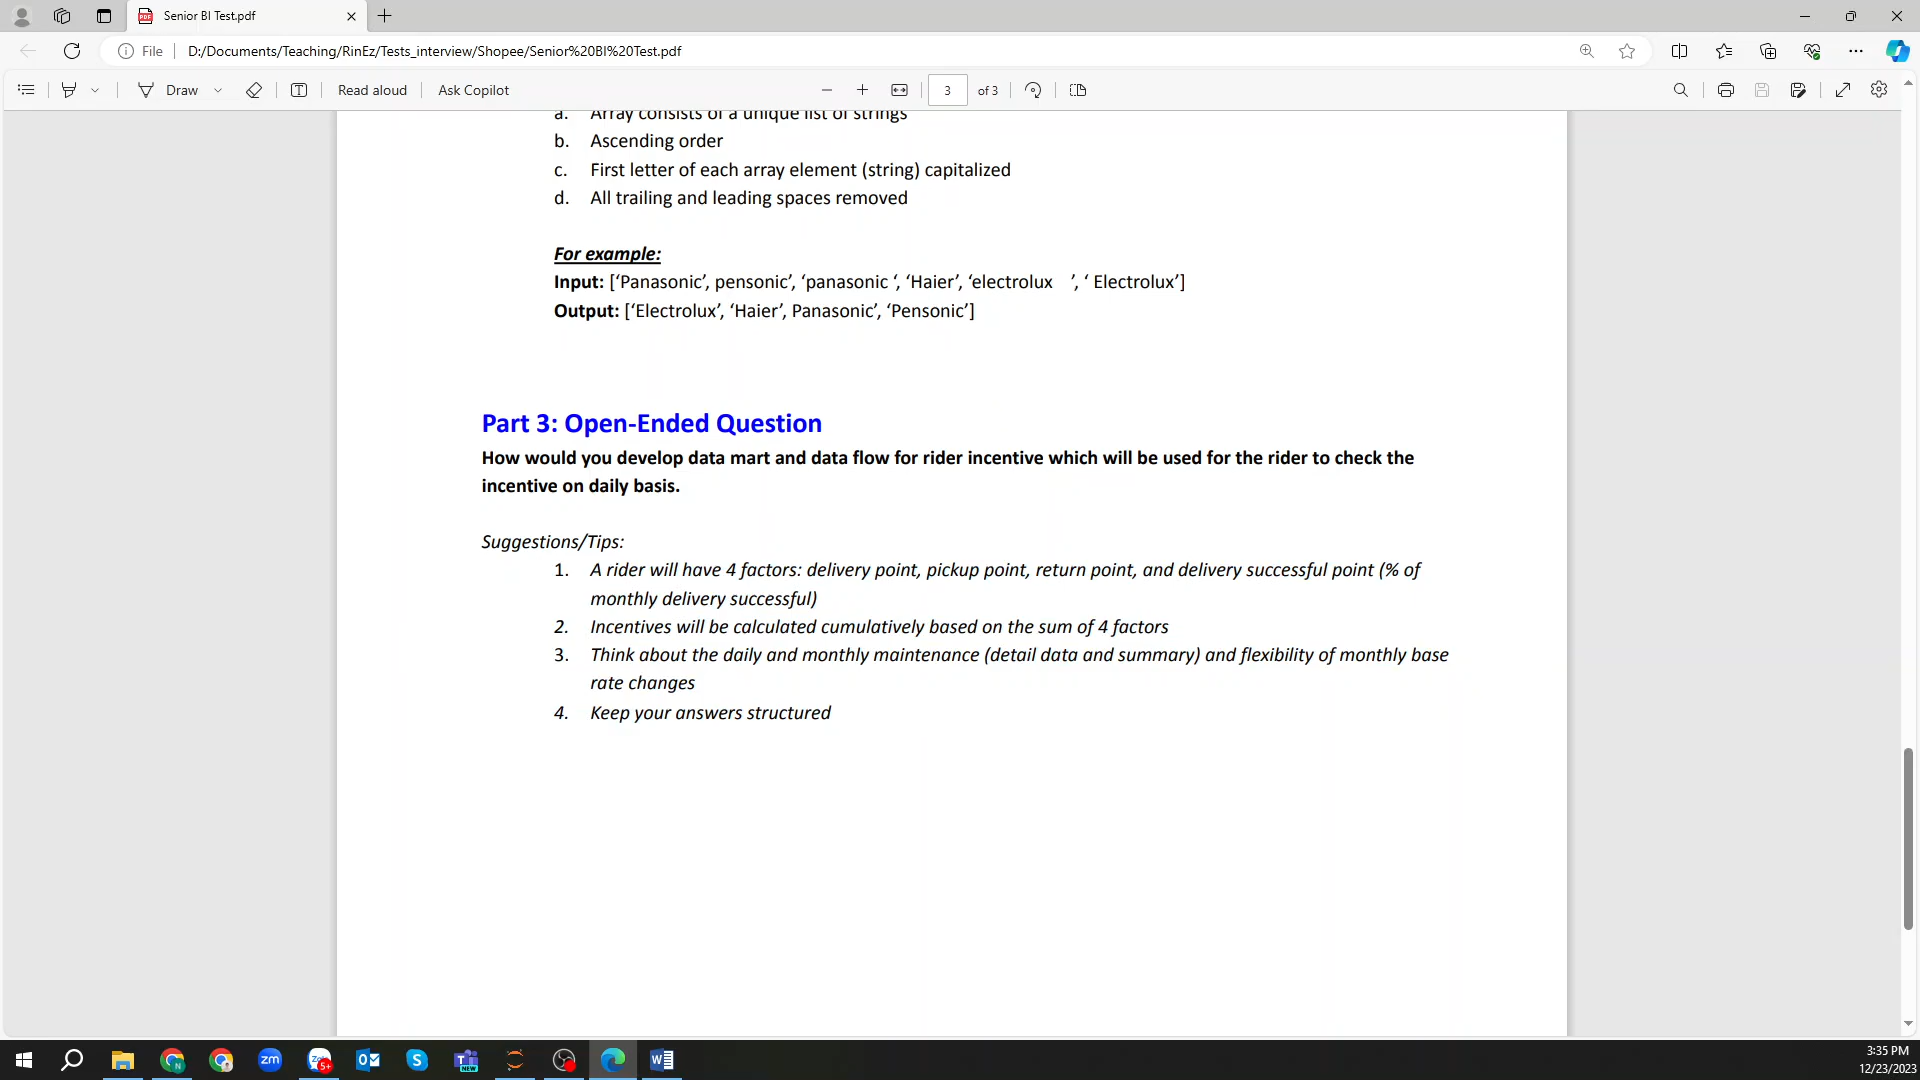 Senior BI Test.pdf
File
D:/Documents/Teaching/RinEz/Tests_interview/Shopee/Senior%20BI%20Test.pdf
Draw
Read aloud
Ask Copilot
3
of 3
a. Array consists of a unique list of strings
b. Ascending order
c. First letter of each array element (string) capitalized
d. All trailing and leading spaces removed
For example:
Input: [‘Panasonic’, pensonic’, ‘panasonic ‘, ‘Haier’, ‘electrolux ’, ‘ Electrolux’]
Output: [‘Electrolux’, ‘Haier’, Panasonic’, ‘Pensonic’]
Part 3: Open-Ended Question
How would you develop data mart and data flow for rider incentive which will be used for the rider to check the
incentive on daily basis.
Suggestions/Tips:
1. A rider will have 4 factors: delivery point, pickup point, return point, and delivery successful point (% of
monthly delivery successful)
2. Incentives will be calculated cumulatively based on the sum of 4 factors
3. Think about the daily and monthly maintenance (detail data and summary) and flexibility of monthly base
rate changes
4. Keep your answers structured
3:35 PM
12/23/2023